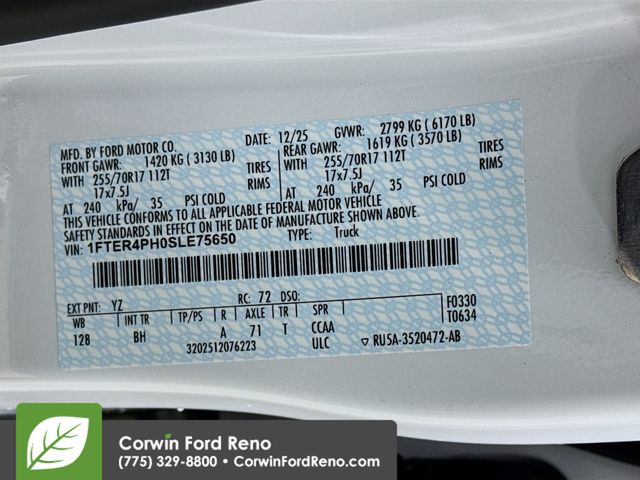 MFD. BY FORD MOTOR CO. DATE: 12/25 GVWR: 2799 KG ( 6170 LB)
FRONT GAWR: 1420 KG ( 3130 LB) REAR GAWR: 1619 KG ( 3570 LB)
WITH 255/70R17 112T TIRES WITH 255/70R17 112T TIRES
17x7.5J RIMS 17x7.5J RIMS
AT 240 kPa/ 35 PSI COLD AT 240 kPa/ 35 PSI COLD
THIS VEHICLE CONFORMS TO ALL APPLICABLE FEDERAL MOTOR VEHICLE
SAFETY STANDARDS IN EFFECT ON THE DATE OF MANUFACTURE SHOWN ABOVE.
VIN: 1FTER4PH0SLE75650 TYPE: Truck
EXT PNT: YZ RC: 72 DSO: F0330
WB INT TR TP/PS R AXLE TR SPR T0634
128 BH A 71 T CCAA
3202512076223 ULC ▽ RU5A-3520472-AB
Corwin Ford Reno
(775) 329-8800 • CorwinFordReno.com